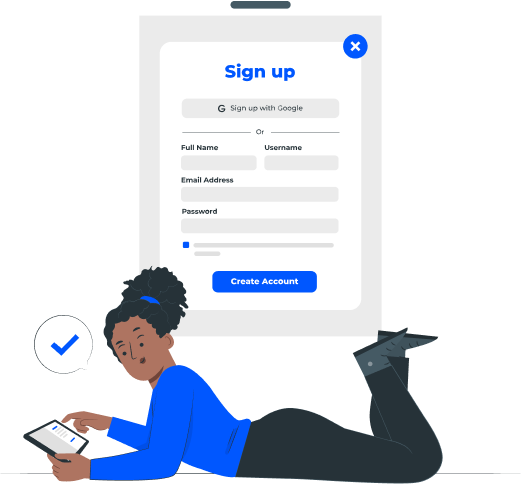 Sign up
G Sign up with Google
Or
Full Name Username
Email Address
Password
Create Account